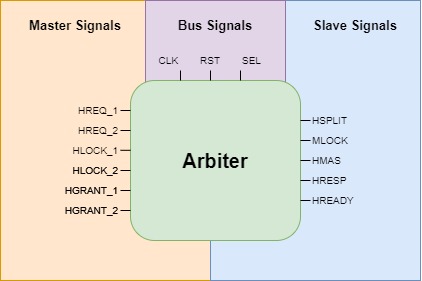 Master Signals
Bus Signals
Slave Signals
CLK
RST
SEL
HREQ_1
HREQ_2
HLOCK_1
HLOCK_2
HGRANT_1
HGRANT_2
Arbiter
HSPLIT
MLOCK
HMAS
HRESP
HREADY